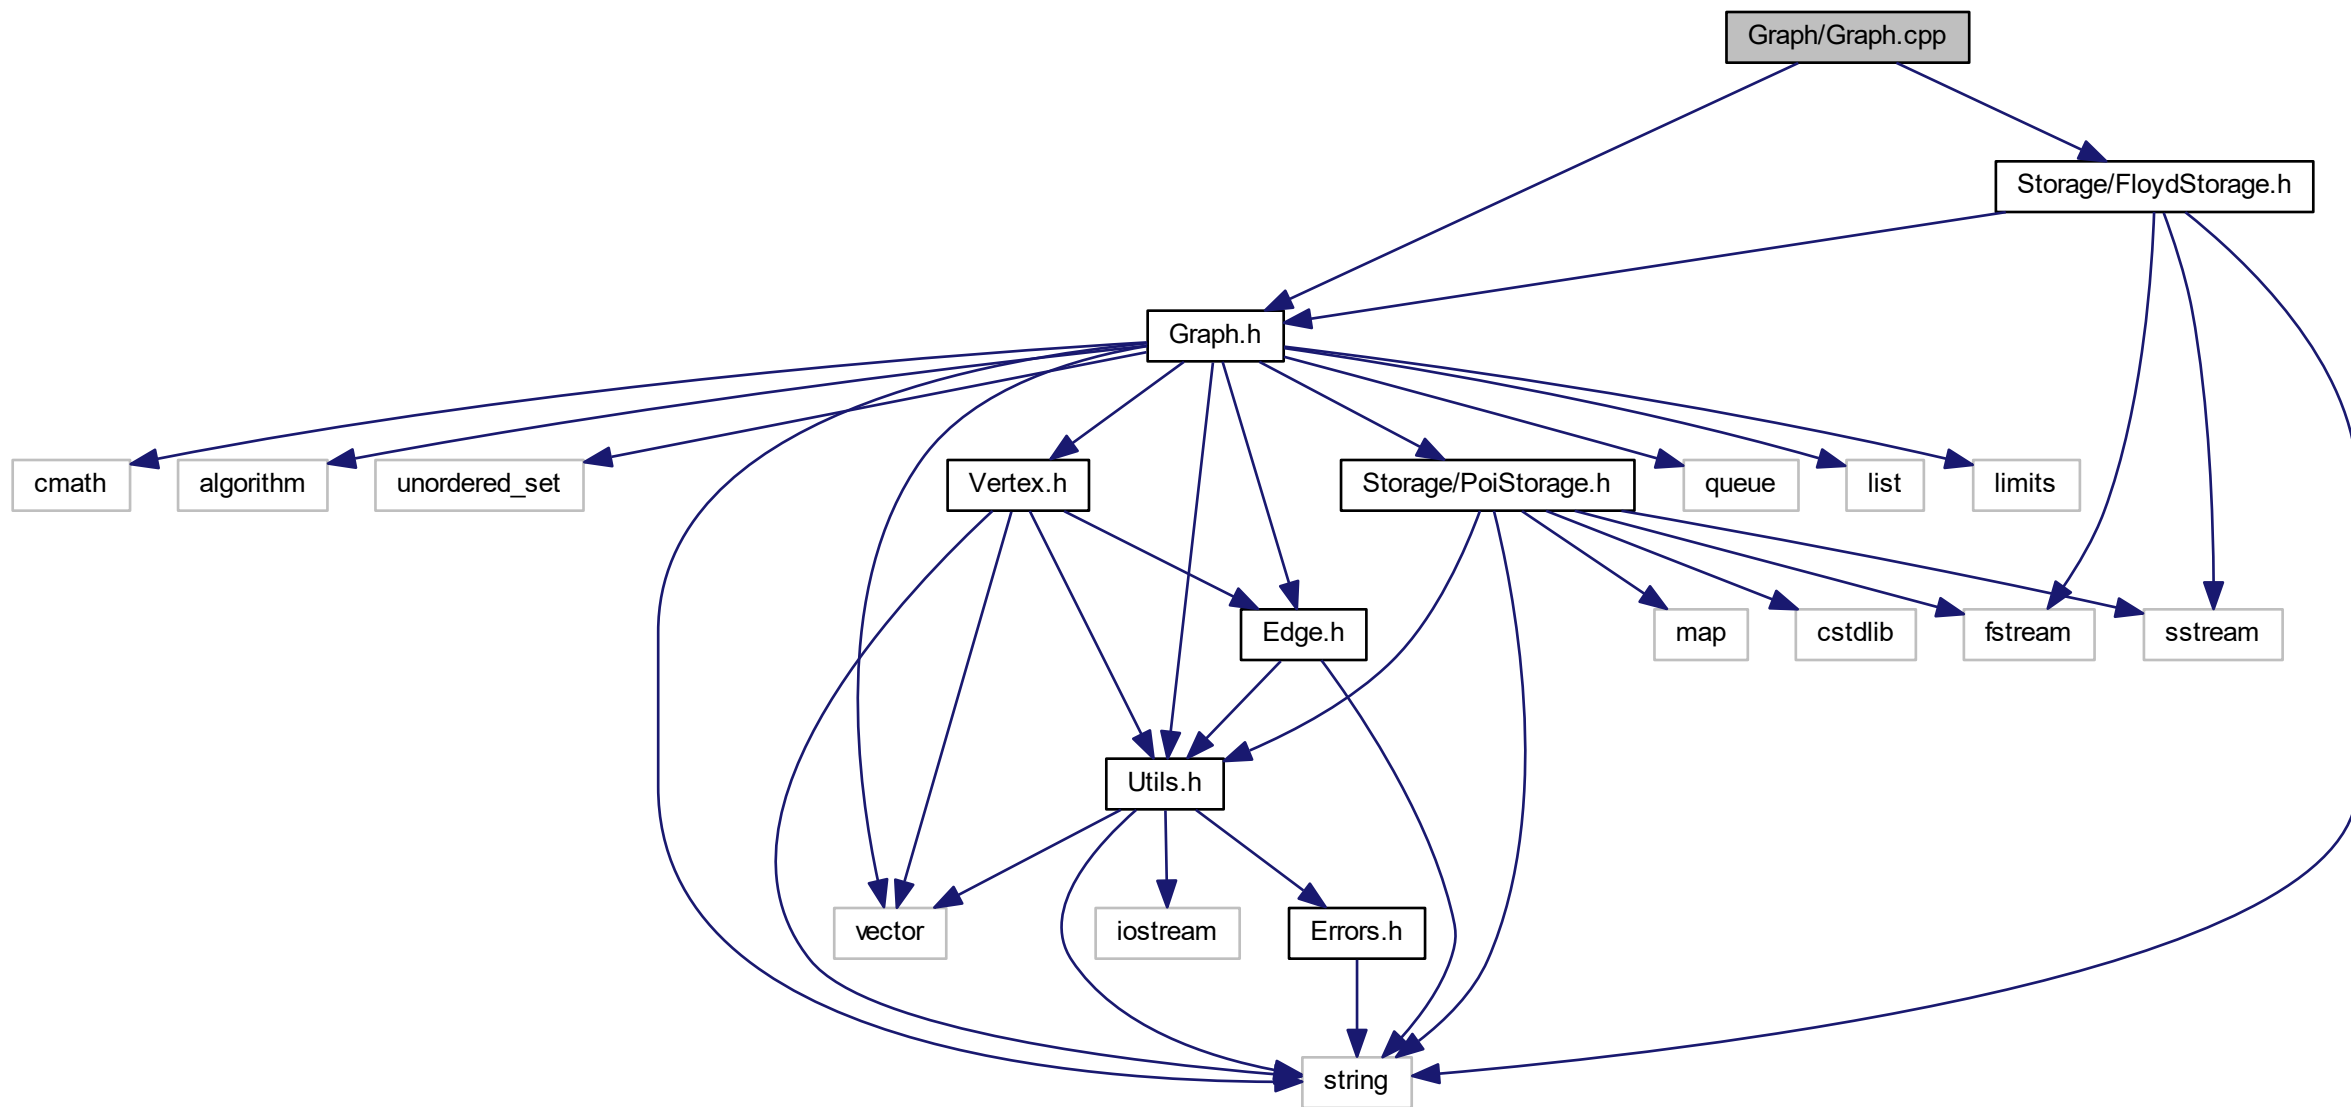 Graph/Graph.cpp
Storage/FloydStorage.h
Graph.h
cmath
algorithm
unordered_set
Vertex.h
Storage/PoiStorage.h
queue
list
limits
Edge.h
map
cstdlib
fstream
sstream
Utils.h
vector
iostream
Errors.h
string